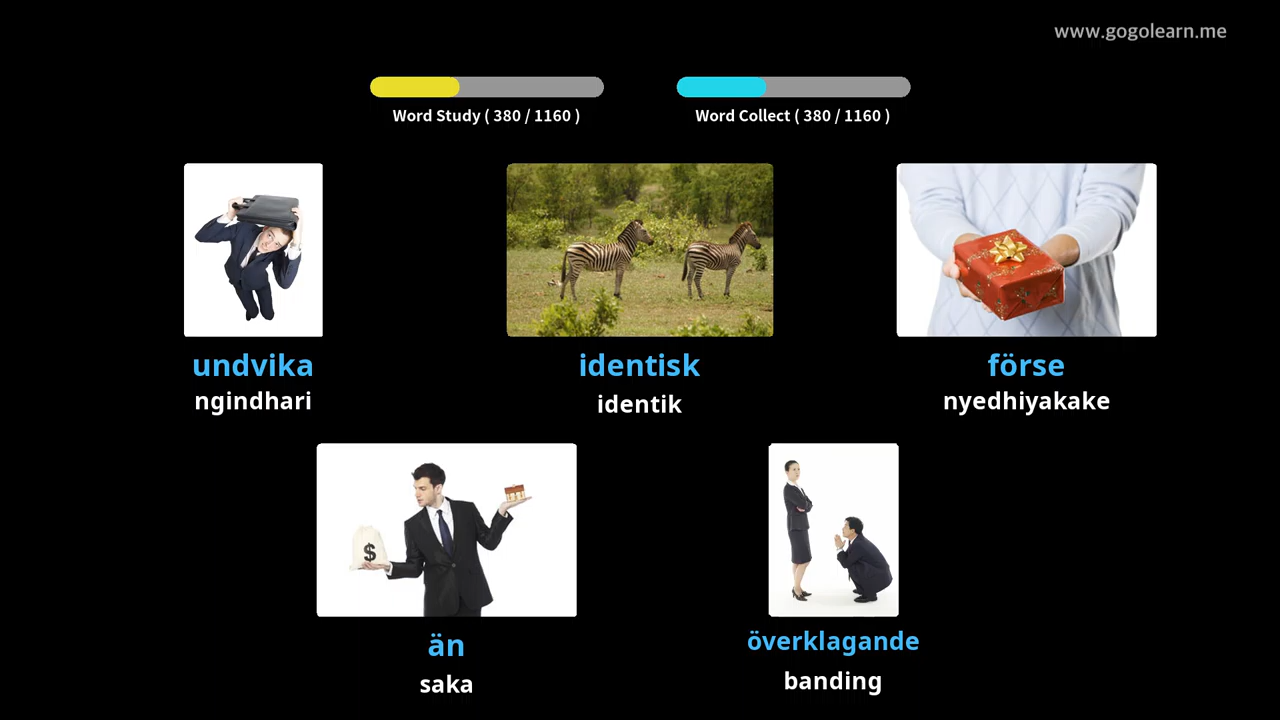 www.gogolearn.me
Word Study ( 380 / 1160 )
Word Collect ( 380 / 1160 )
undvika
ngindhari
identisk
identik
förse
nyedhiyakake
$
än
saka
överklagande
banding